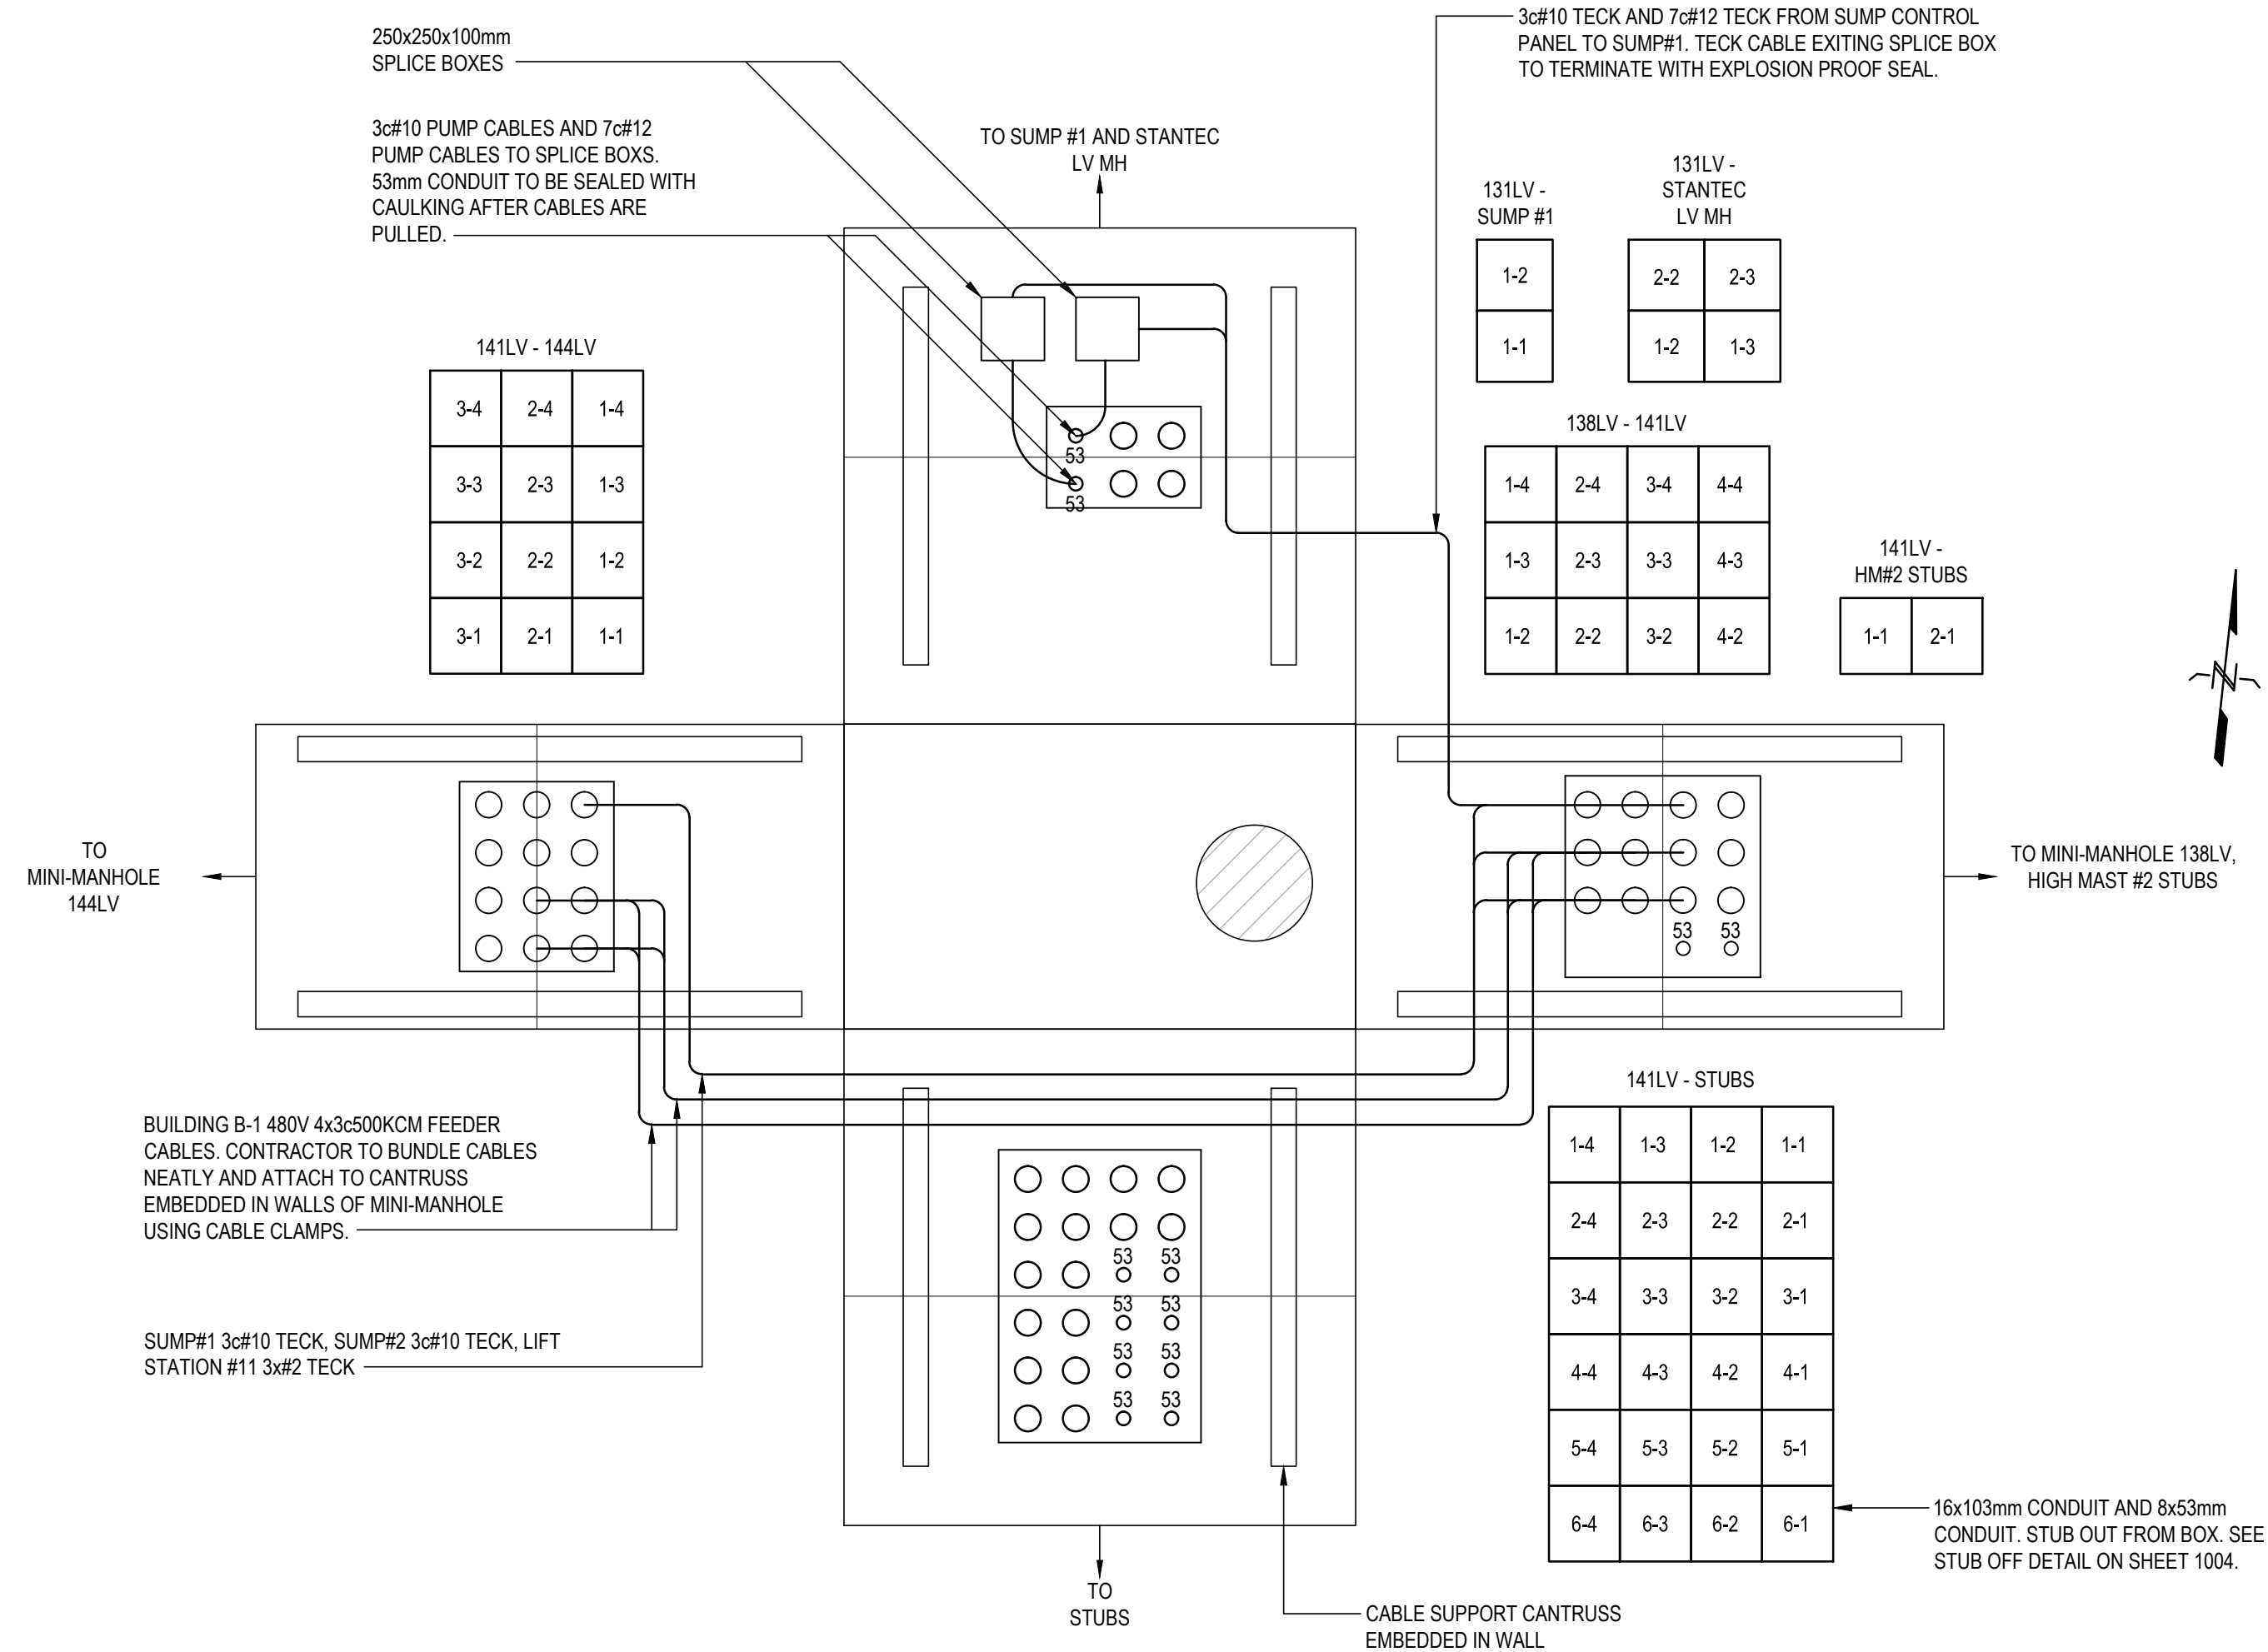 250x250x100mm
SPLICE BOXES
3c#10 PUMP CABLES AND 7c#12
PUMP CABLES TO SPLICE BOXS.
53mm CONDUIT TO BE SEALED WITH
CAULKING AFTER CABLES ARE
PULLED.
TO SUMP #1 AND STANTEC
LV MH
3c#10 TECK AND 7c#12 TECK FROM SUMP CONTROL
PANEL TO SUMP#1. TECK CABLE EXITING SPLICE BOX
TO TERMINATE WITH EXPLOSION PROOF SEAL.
131LV -
SUMP #1
1-2
1-1
131LV -
STANTEC
LV MH
2-2 2-3
1-2 1-3
141LV - 144LV
3-4 2-4 1-4
3-3 2-3 1-3
3-2 2-2 1-2
3-1 2-1 1-1
53
53
138LV - 141LV
1-4 2-4 3-4 4-4
1-3 2-3 3-3 4-3
1-2 2-2 3-2 4-2
141LV -
HM#2 STUBS
1-1 2-1
N
TO
MINI-MANHOLE
144LV
53 53
TO MINI-MANHOLE 138LV,
HIGH MAST #2 STUBS
BUILDING B-1 480V 4x3c500KCM FEEDER
CABLES. CONTRACTOR TO BUNDLE CABLES
NEATLY AND ATTACH TO CANTRUSS
EMBEDDED IN WALLS OF MINI-MANHOLE
USING CABLE CLAMPS.
SUMP#1 3c#10 TECK, SUMP#2 3c#10 TECK, LIFT
STATION #11 3x#2 TECK
53 53
53 53
53 53
53 53
141LV - STUBS
1-4 1-3 1-2 1-1
2-4 2-3 2-2 2-1
3-4 3-3 3-2 3-1
4-4 4-3 4-2 4-1
5-4 5-3 5-2 5-1
6-4 6-3 6-2 6-1
16x103mm CONDUIT AND 8x53mm
CONDUIT. STUB OUT FROM BOX. SEE
STUB OFF DETAIL ON SHEET 1004.
TO
STUBS
CABLE SUPPORT CANTRUSS
EMBEDDED IN WALL